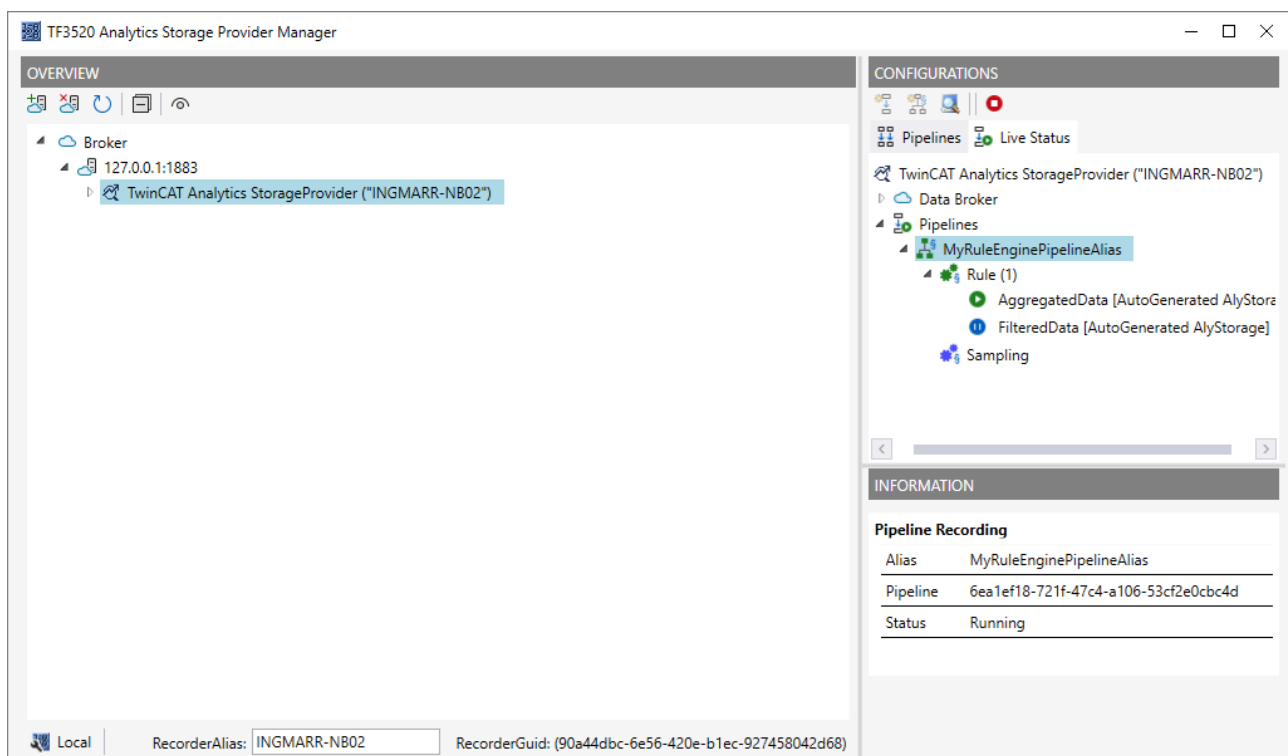 TF3520 Analytics Storage Provider Manager
OVERVIEW
Broker
127.0.0.1:1883
TwinCAT Analytics StorageProvider ("INGMARR-NB02")
Local
RecorderAlias: INGMARR-NB02
RecorderGuid: (90a44dbc-6e56-420e-b1ec-927458042d68)
CONFIGURATIONS
Pipelines
Live Status
TwinCAT Analytics StorageProvider ("INGMARR-NB02")
Data Broker
Pipelines
MyRuleEnginePipelineAlias
Rule (1)
AggregatedData [AutoGenerated AlyStora
FilteredData [AutoGenerated AlyStorage]
Sampling
INFORMATION
Pipeline Recording
Alias MyRuleEnginePipelineAlias
Pipeline 6ea1ef18-721f-47c4-a106-53cf2e0cbc4d
Status Running